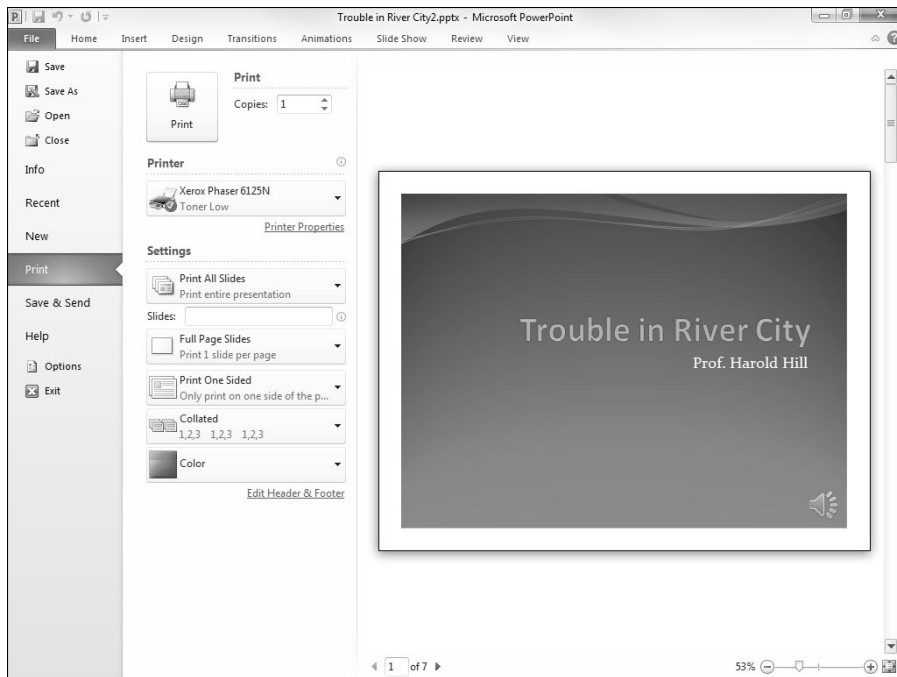 Trouble in River City2.pptx - Microsoft PowerPoint
File Home Insert Design Transitions Animations Slide Show Review View
Save
Save As
Open
Close
Info
Recent
New
Print
Save & Send
Help
Options
Exit
Print
Print
Copies: 1
Printer
Xerox Phaser 6125N
Toner Low
Printer Properties
Settings
Print All Slides
Print entire presentation
Slides:
Full Page Slides
Print 1 slide per page
Print One Sided
Only print on one side of the p...
Collated
1,2,3 1,2,3 1,2,3
Color
Edit Header & Footer
Trouble in River City
Prof. Harold Hill
1 of 7
53%